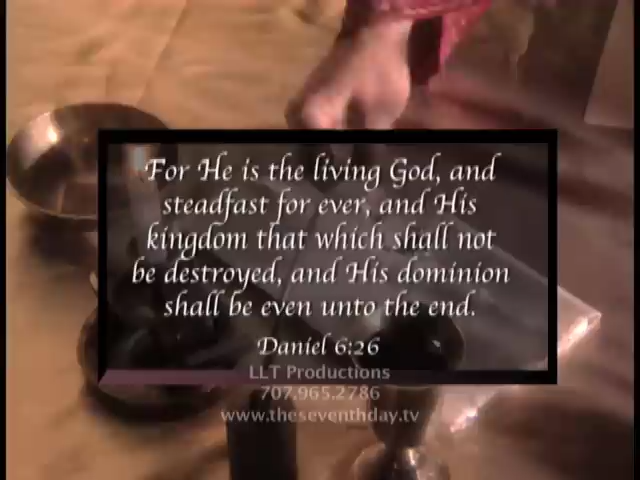 For He is the living God, and
steadfast for ever, and His
kingdom that which shall not
be destroyed, and His dominion
shall be even unto the end.
Daniel 6:26
LLT Productions
707.965.2786
www.theseventhday.tv